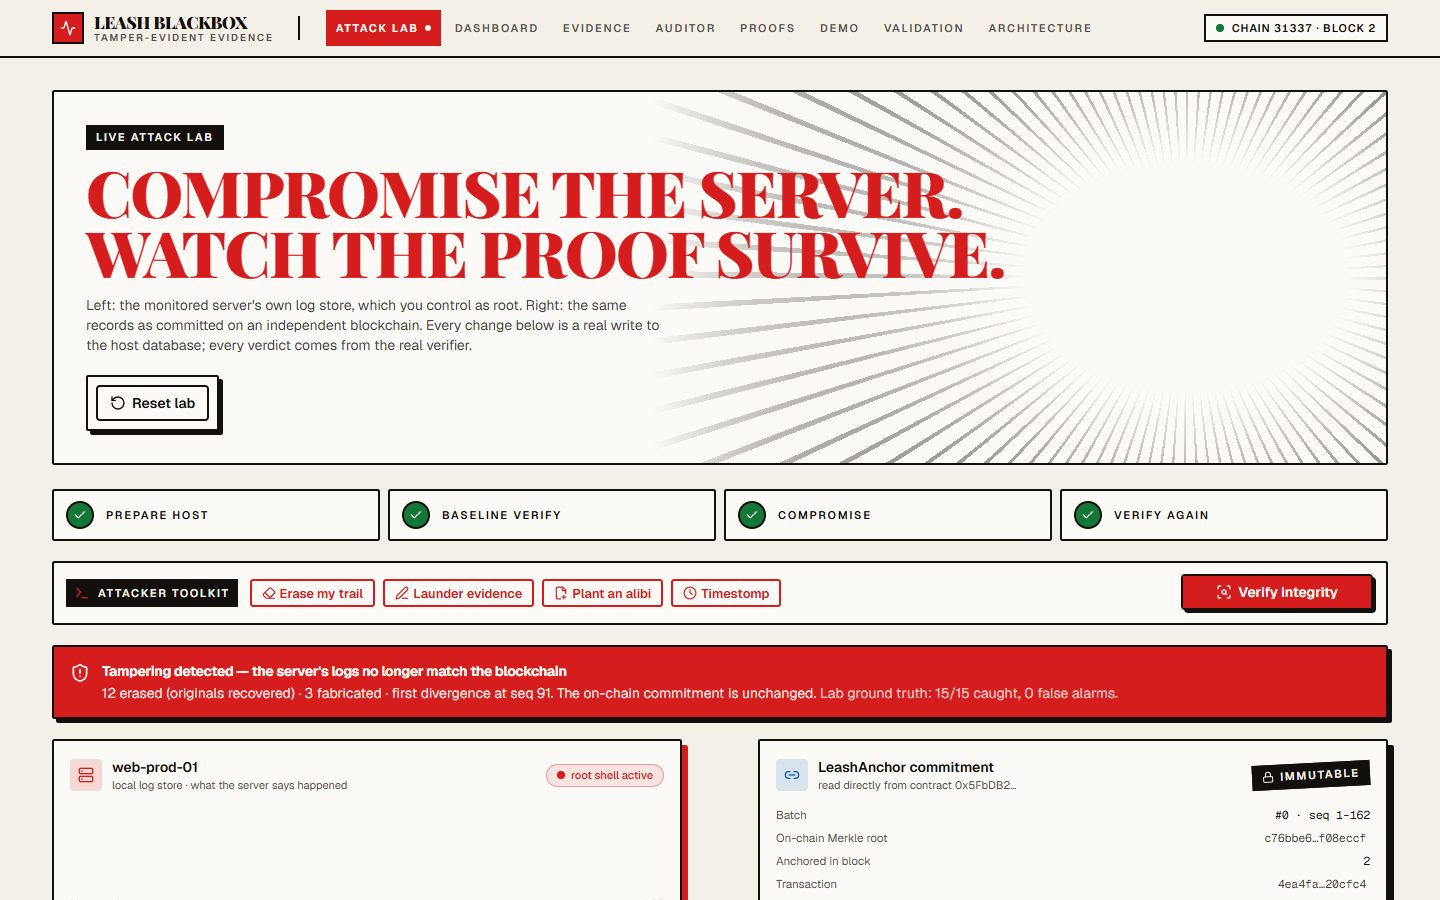 LEASH BLACKBOX
TAMPER-EVIDENT EVIDENCE
ATTACK LAB
DASHBOARD
EVIDENCE
AUDITOR
PROOFS
DEMO
VALIDATION
ARCHITECTURE
CHAIN 31337 · BLOCK 2
LIVE ATTACK LAB
COMPROMISE THE SERVER.
WATCH THE PROOF SURVIVE.
Left: the monitored server's own log store, which you control as root. Right: the same
records as committed on an independent blockchain. Every change below is a real write to
the host database; every verdict comes from the real verifier.
Reset lab
PREPARE HOST
BASELINE VERIFY
COMPROMISE
VERIFY AGAIN
ATTACKER TOOLKIT
Erase my trail
Launder evidence
Plant an alibi
Timestomp
Verify integrity
Tampering detected — the server's logs no longer match the blockchain
12 erased (originals recovered) · 3 fabricated · first divergence at seq 91. The on-chain commitment is unchanged. Lab ground truth: 15/15 caught, 0 false alarms.
web-prod-01
local log store · what the server says happened
root shell active
LeashAnchor commitment
read directly from contract 0x5FbDB2…
IMMUTABLE
Batch
#0 · seq 1–162
On-chain Merkle root
c76bbe6…f08eccf
Anchored in block
2
Transaction
4ea4fa…20cfc4